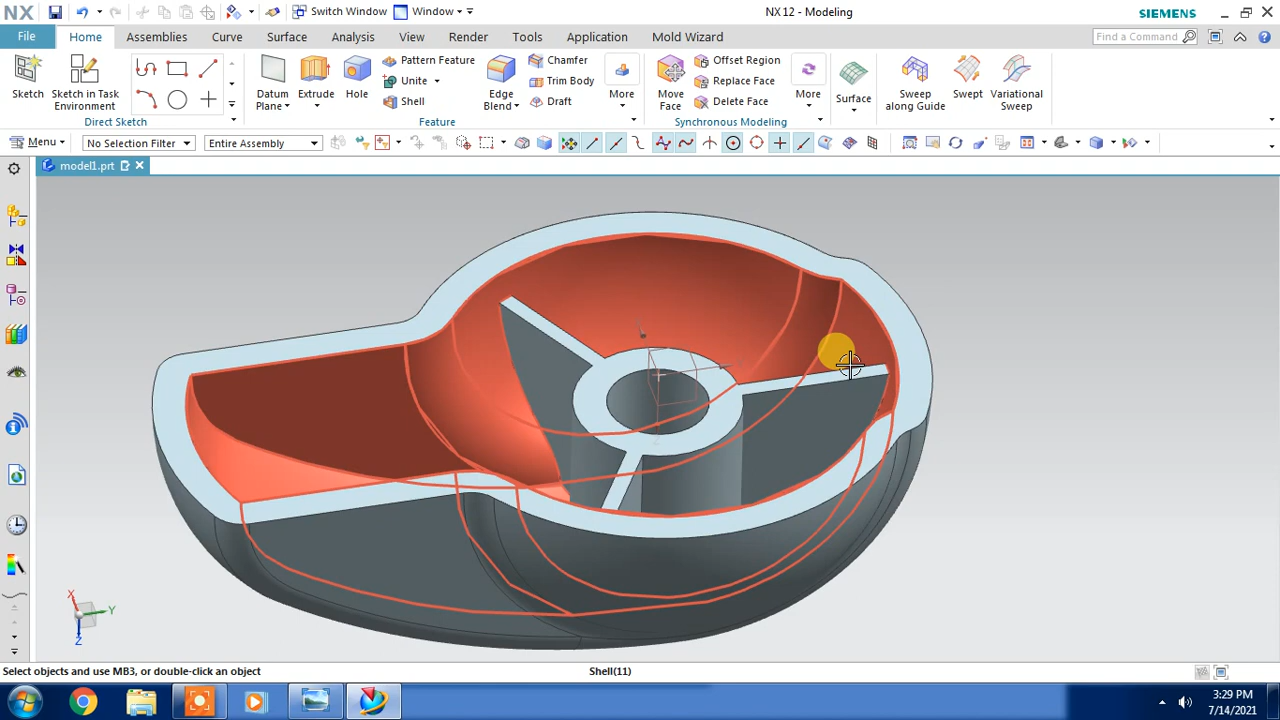 NX Switch Window Window NX 12 - Modeling SIEMENS
File Home Assemblies Curve Surface Analysis View Render Tools Application Mold Wizard Find a Command
Pattern Feature Chamfer Offset Region
Unite Trim Body Replace Face
Sketch Sketch in Task Environment Datum Plane Extrude Hole Shell Edge Blend Draft More Move Face Delete Face More Surface Sweep along Guide Swept Variational Sweep
Direct Sketch Feature Synchronous Modeling
Menu No Selection Filter Entire Assembly
model1.prt
X
Y
Z
Select objects and use MB3, or double-click an object Shell(11)
3:29 PM
7/14/2021